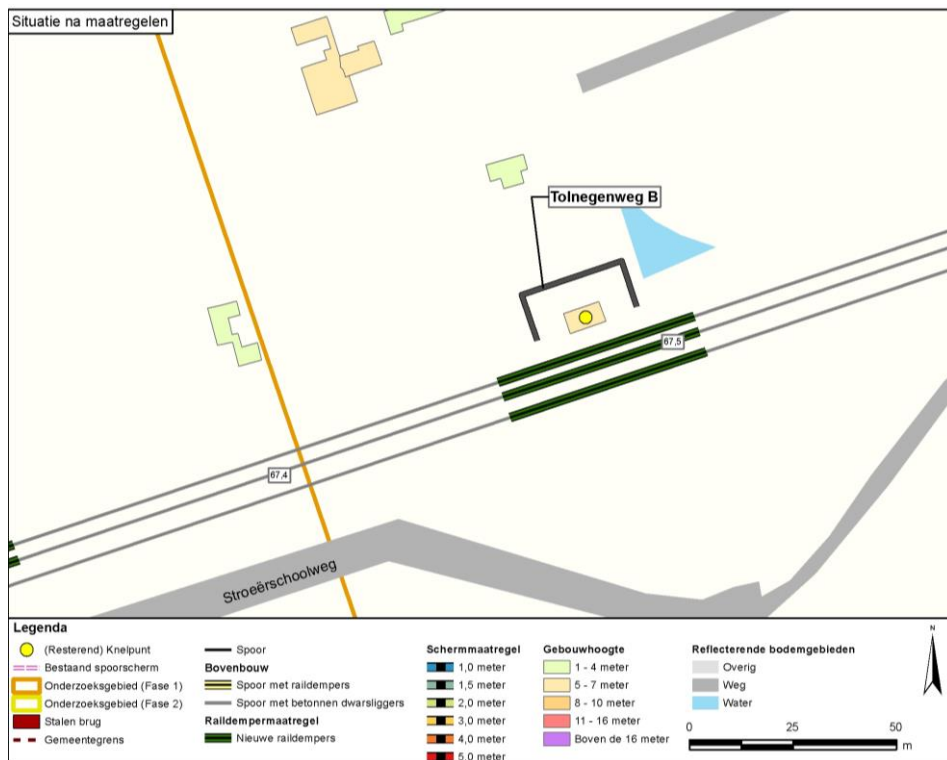 Situatie na maatregelen
Tolnegenweg B
67,5
67,4
Stroeërschoolweg
Legenda
(Resterend) Knelpunt
Bestaand spoorscherm
Onderzoeksgebied (Fase 1)
Onderzoeksgebied (Fase 2)
Stalen brug
Gemeentegrens
Spoor
Bovenbouw
Spoor met raildempers
Spoor met betonnen dwarsliggers
Raildempermaatregel
Nieuwe raildempers
Schermmaatregel
1,0 meter
1,5 meter
2,0 meter
3,0 meter
4,0 meter
5,0 meter
Gebouwhoogte
1 - 4 meter
5 - 7 meter
8 - 10 meter
11 - 16 meter
Boven de 16 meter
Reflecterende bodemgebieden
Overig
Weg
Water
0 25 50
m
N